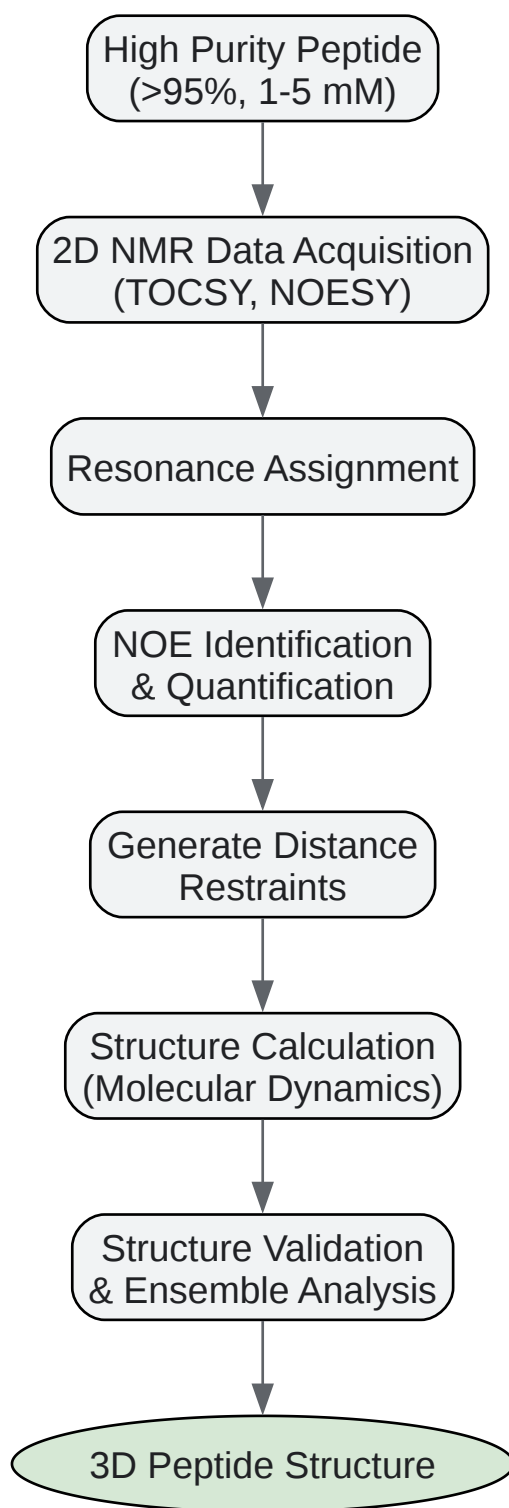 High Purity Peptide
(>95%, 1-5 mM)
2D NMR Data Acquisition
(TOCSY, NOESY)
Resonance Assignment
NOE Identification
& Quantification
Generate Distance
Restraints
Structure Calculation
(Molecular Dynamics)
Structure Validation
& Ensemble Analysis
3D Peptide Structure